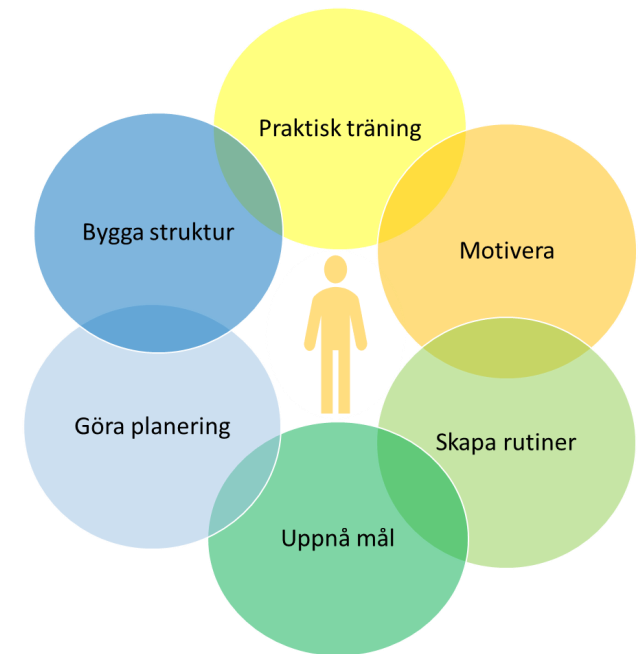 Praktisk träning
Motivera
Skapa rutiner
Uppnå mål
Göra planering
Bygga struktur